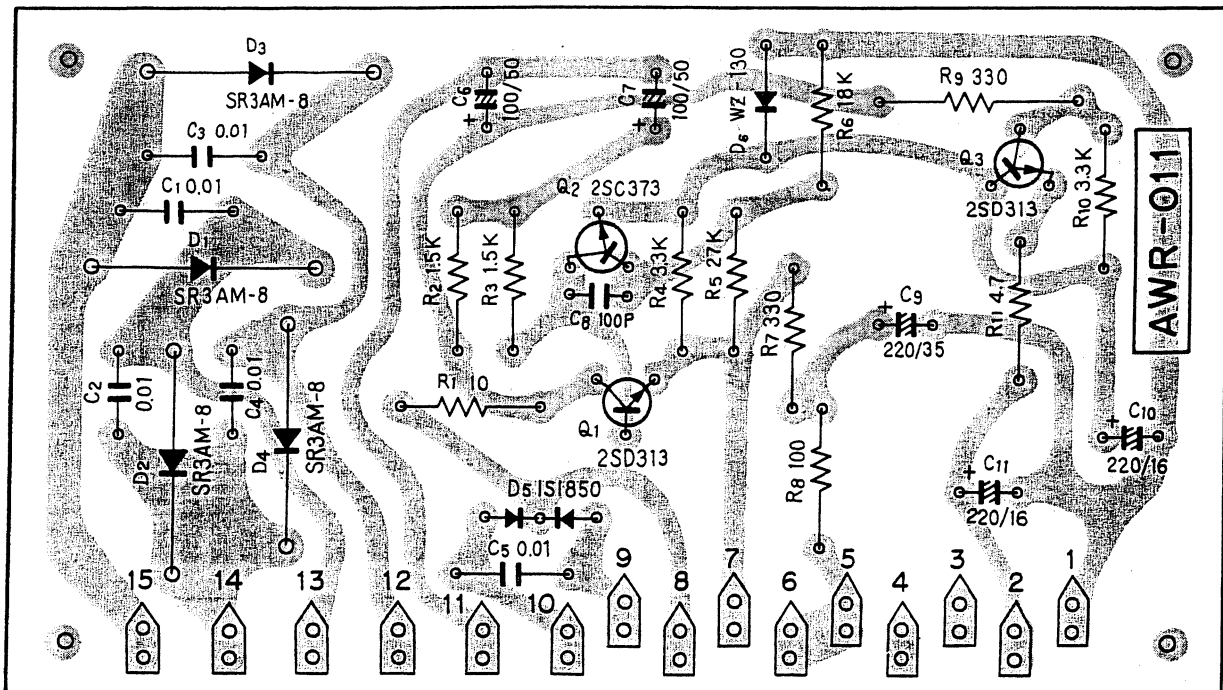 D3
SR3AM-8
C3 0.01
C1 0.01
D1
SR3AM-8
C2
0.01
D2
SR3AM-8
C4 0.01
D4
SR3AM-8
C6
100/50
+
C7
100/50
+
D6 WZ-130
R6 18K
R9 330
Q3
2SD313
R10 3.3K
AWR-011
Q2 2SC373
R2 1.5K
R3 1.5K
C8 100P
R4 3.3K
R5 27K
R7 330
+
C9
220/35
R11 4.7
R1 10
Q1
2SD313
R8 100
+
C10
220/16
+
C11
220/16
D5 1S1850
C5 0.01
15
14
13
12
11
10
9
8
7
6
5
4
3
2
1